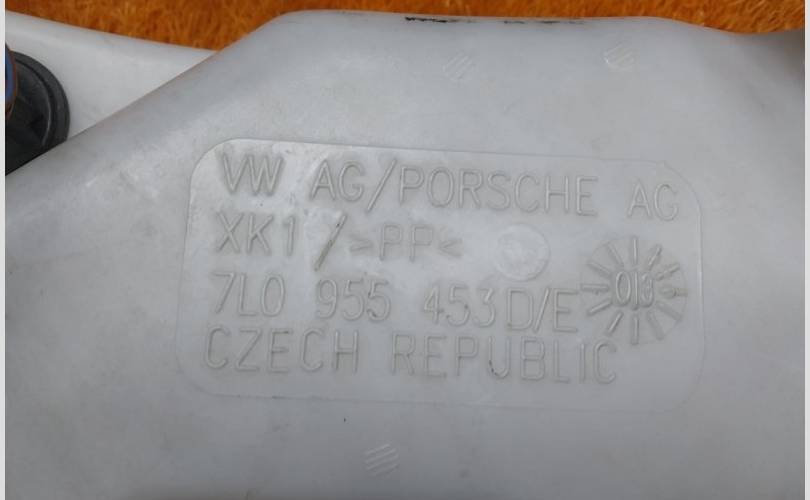 VW AG/PORSCHE AG
XK1 / >PP<
7L0 955 453D/E
CZECH REPUBLIC